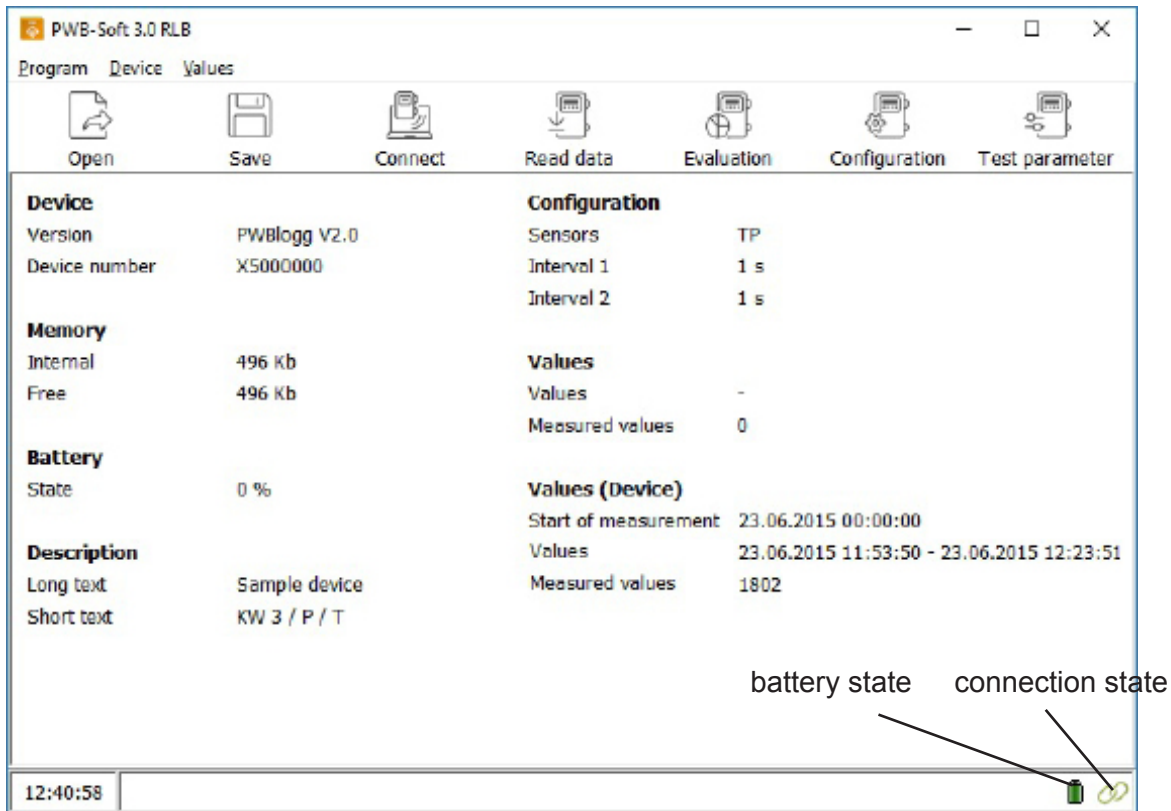 PWB-Soft 3.0 RLB
Program Device Values
Open Save Connect Read data Evaluation Configuration Test parameter
Device
Version PWBlogg V2.0
Device number X5000000
Memory
Internal 496 Kb
Free 496 Kb
Battery
State 0 %
Description
Long text Sample device
Short text KW 3 / P / T
Configuration
Sensors TP
Interval 1 1 s
Interval 2 1 s
Values
Values -
Measured values 0
Values (Device)
Start of measurement 23.06.2015 00:00:00
Values 23.06.2015 11:53:50 - 23.06.2015 12:23:51
Measured values 1802
battery state connection state
12:40:58